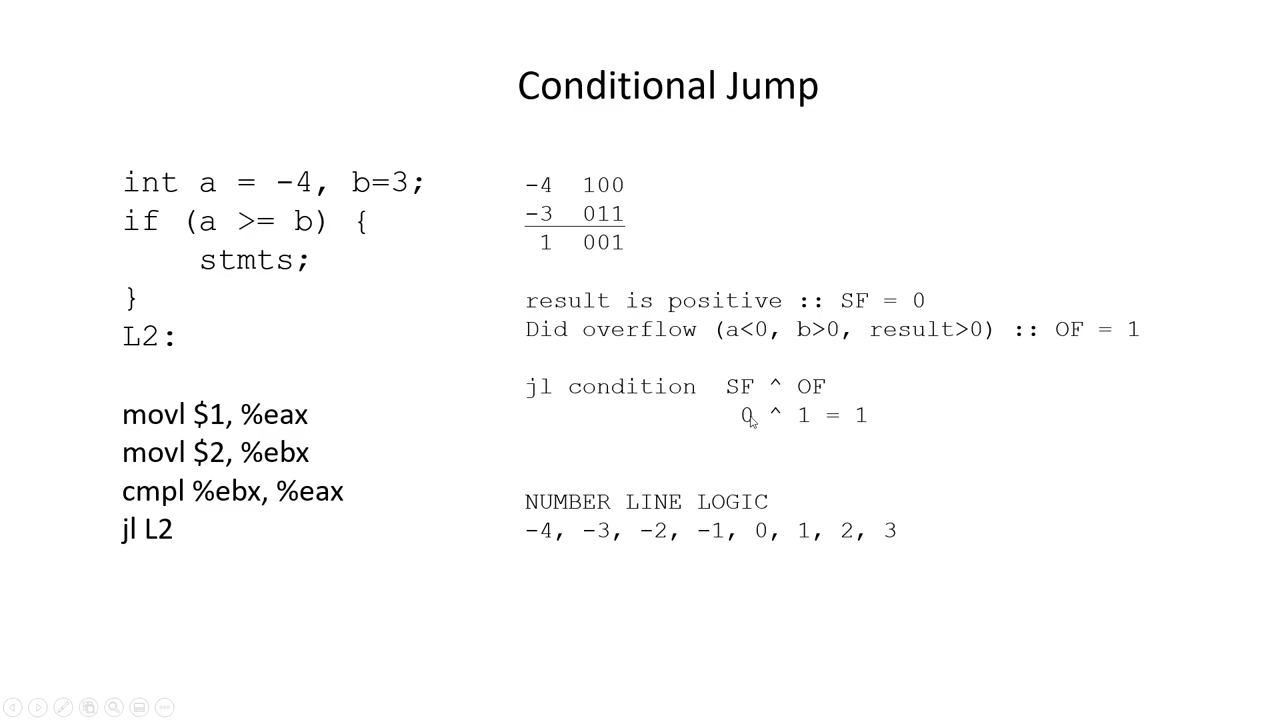 Conditional Jump
int a = -4, b=3;
if (a >= b) {
stmts;
}
L2:
movl $1, %eax
movl $2, %ebx
cmpl %ebx, %eax
jl L2
-4 100
-3 011
1 001
result is positive :: SF = 0
Did overflow (a<0, b>0, result>0) :: OF = 1
jl condition SF ^ OF
0 ^ 1 = 1
NUMBER LINE LOGIC
-4, -3, -2, -1, 0, 1, 2, 3